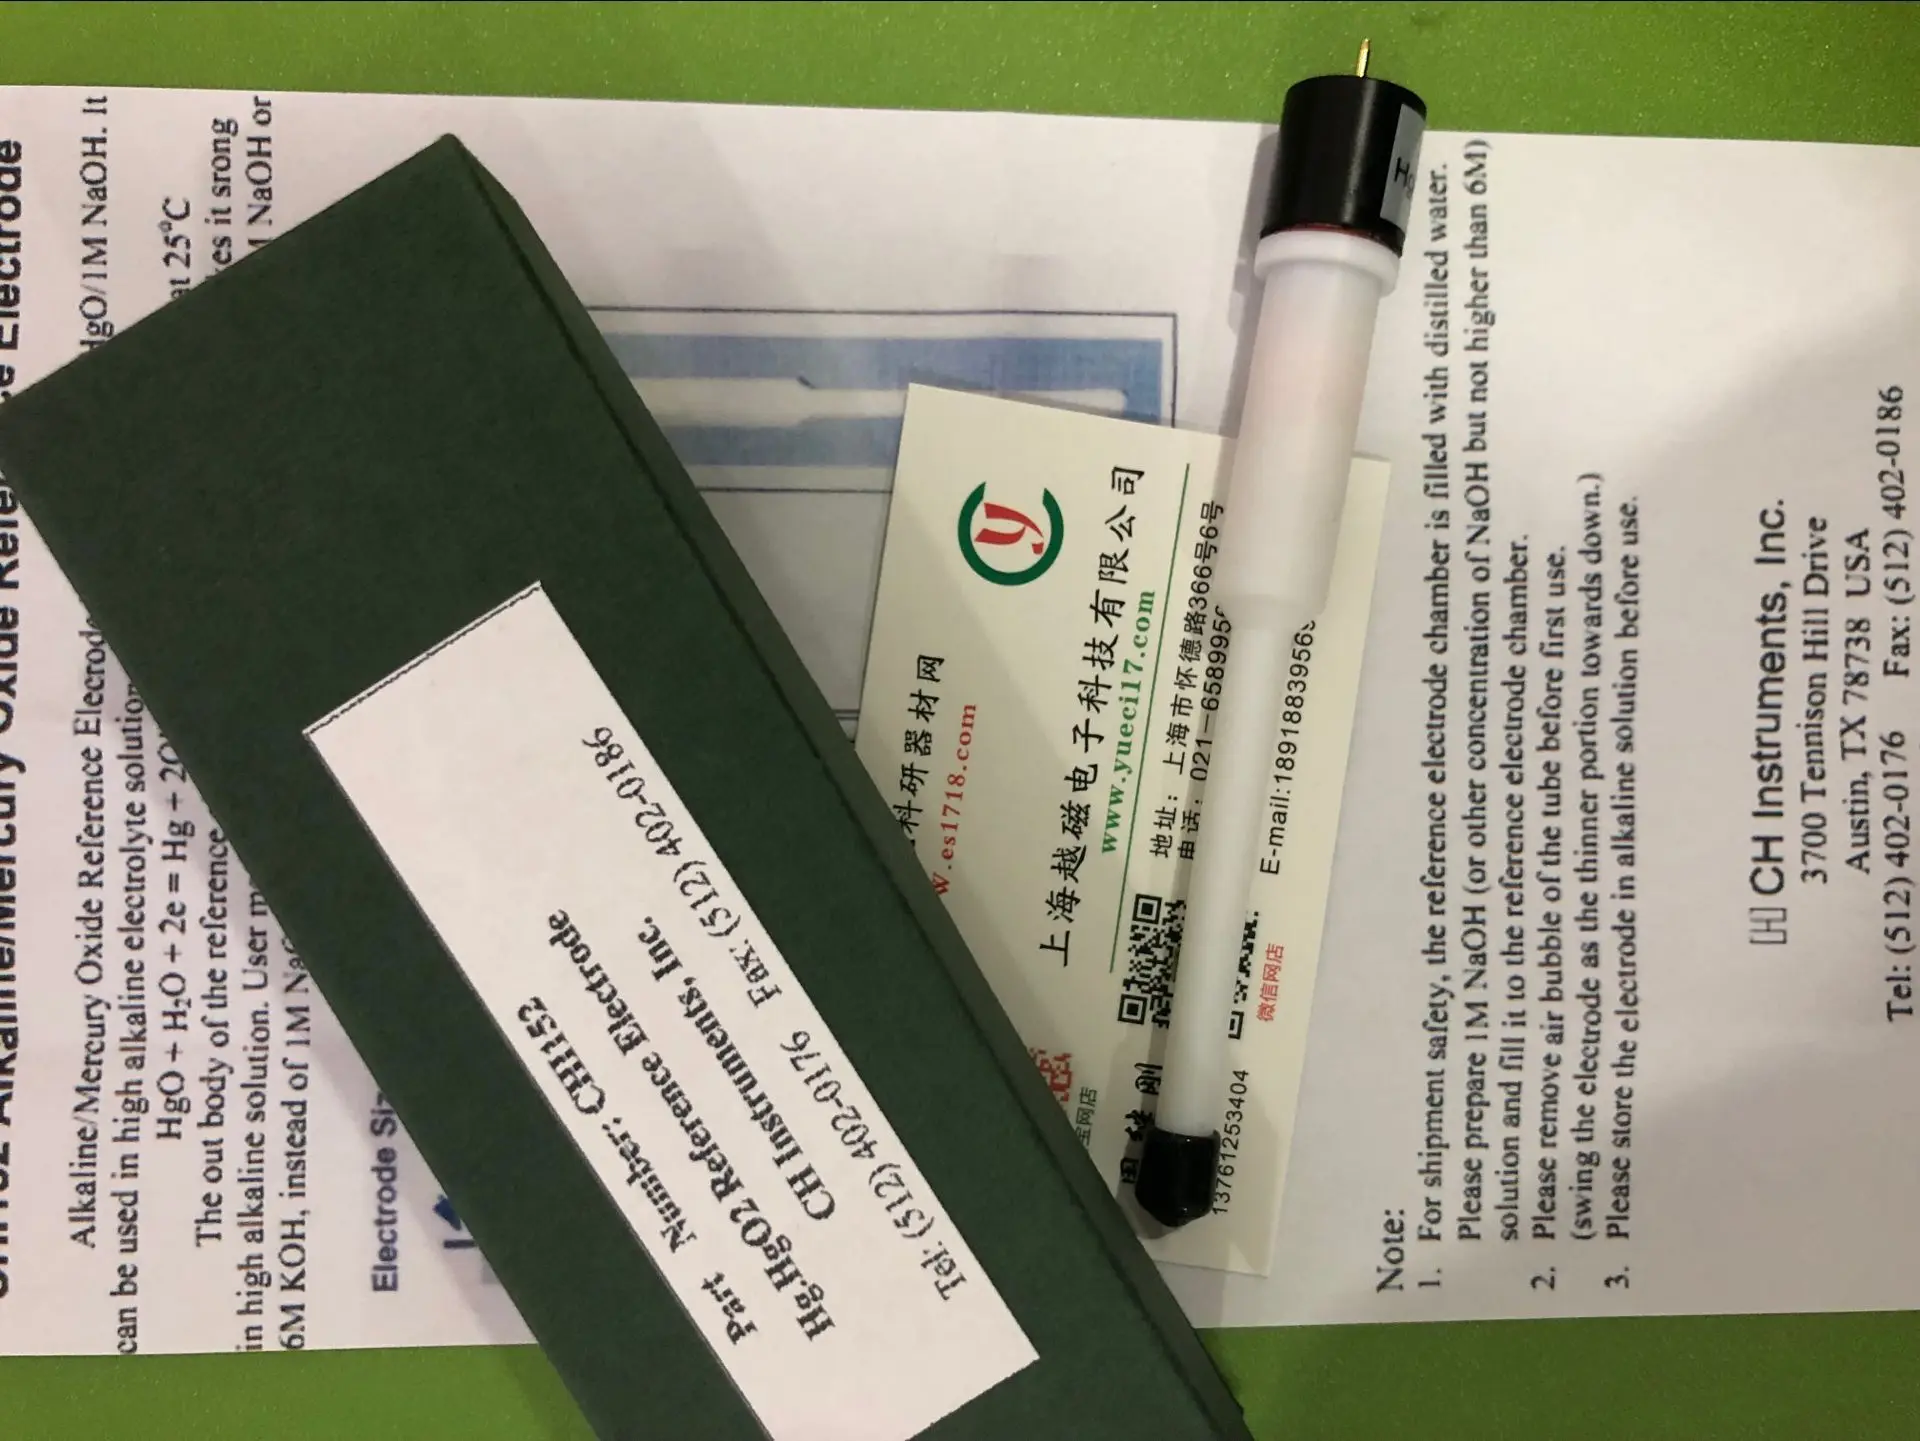 Alkaline/Mercury Oxide Reference
Electrode
Alkaline/Mercury Oxide Reference
HgO/1M NaOH. It
can be used in high alkaline electrolyte solution
HgO + H₂O + 2e = Hg +
at 25°C
The out body of the reference
it srong
in high alkaline solution. User
NaOH or
6M KOH, instead of 1M
Electrode
Part Number: CHI152
Hg.HgO2 Reference Electrode
CH Instruments, Inc.
Tel: (512) 402-0176 Fax: (512) 402-0186
科研器材网
.es1718.com
y
上海越磁电子科技有限公司
www.yueci17.com
地址：上海市怀德路366号6号
电话：021-6589956
E-mail:1891883956
刚
13761253404
微信网店
宝网店
Hg
Note:
1. For shipment safety, the reference electrode chamber is filled with distilled water.
Please prepare 1M NaOH (or other concentration of NaOH but not higher than 6M)
solution and fill it to the reference electrode chamber.
2. Please remove air bubble of the tube before first use.
(swing the electrode as the thinner portion towards down.)
3. Please store the electrode in alkaline solution before use.
CH Instruments, Inc.
3700 Tennison Hill Drive
Austin, TX 78738 USA
Tel: (512) 402-0176 Fax: (512) 402-0186